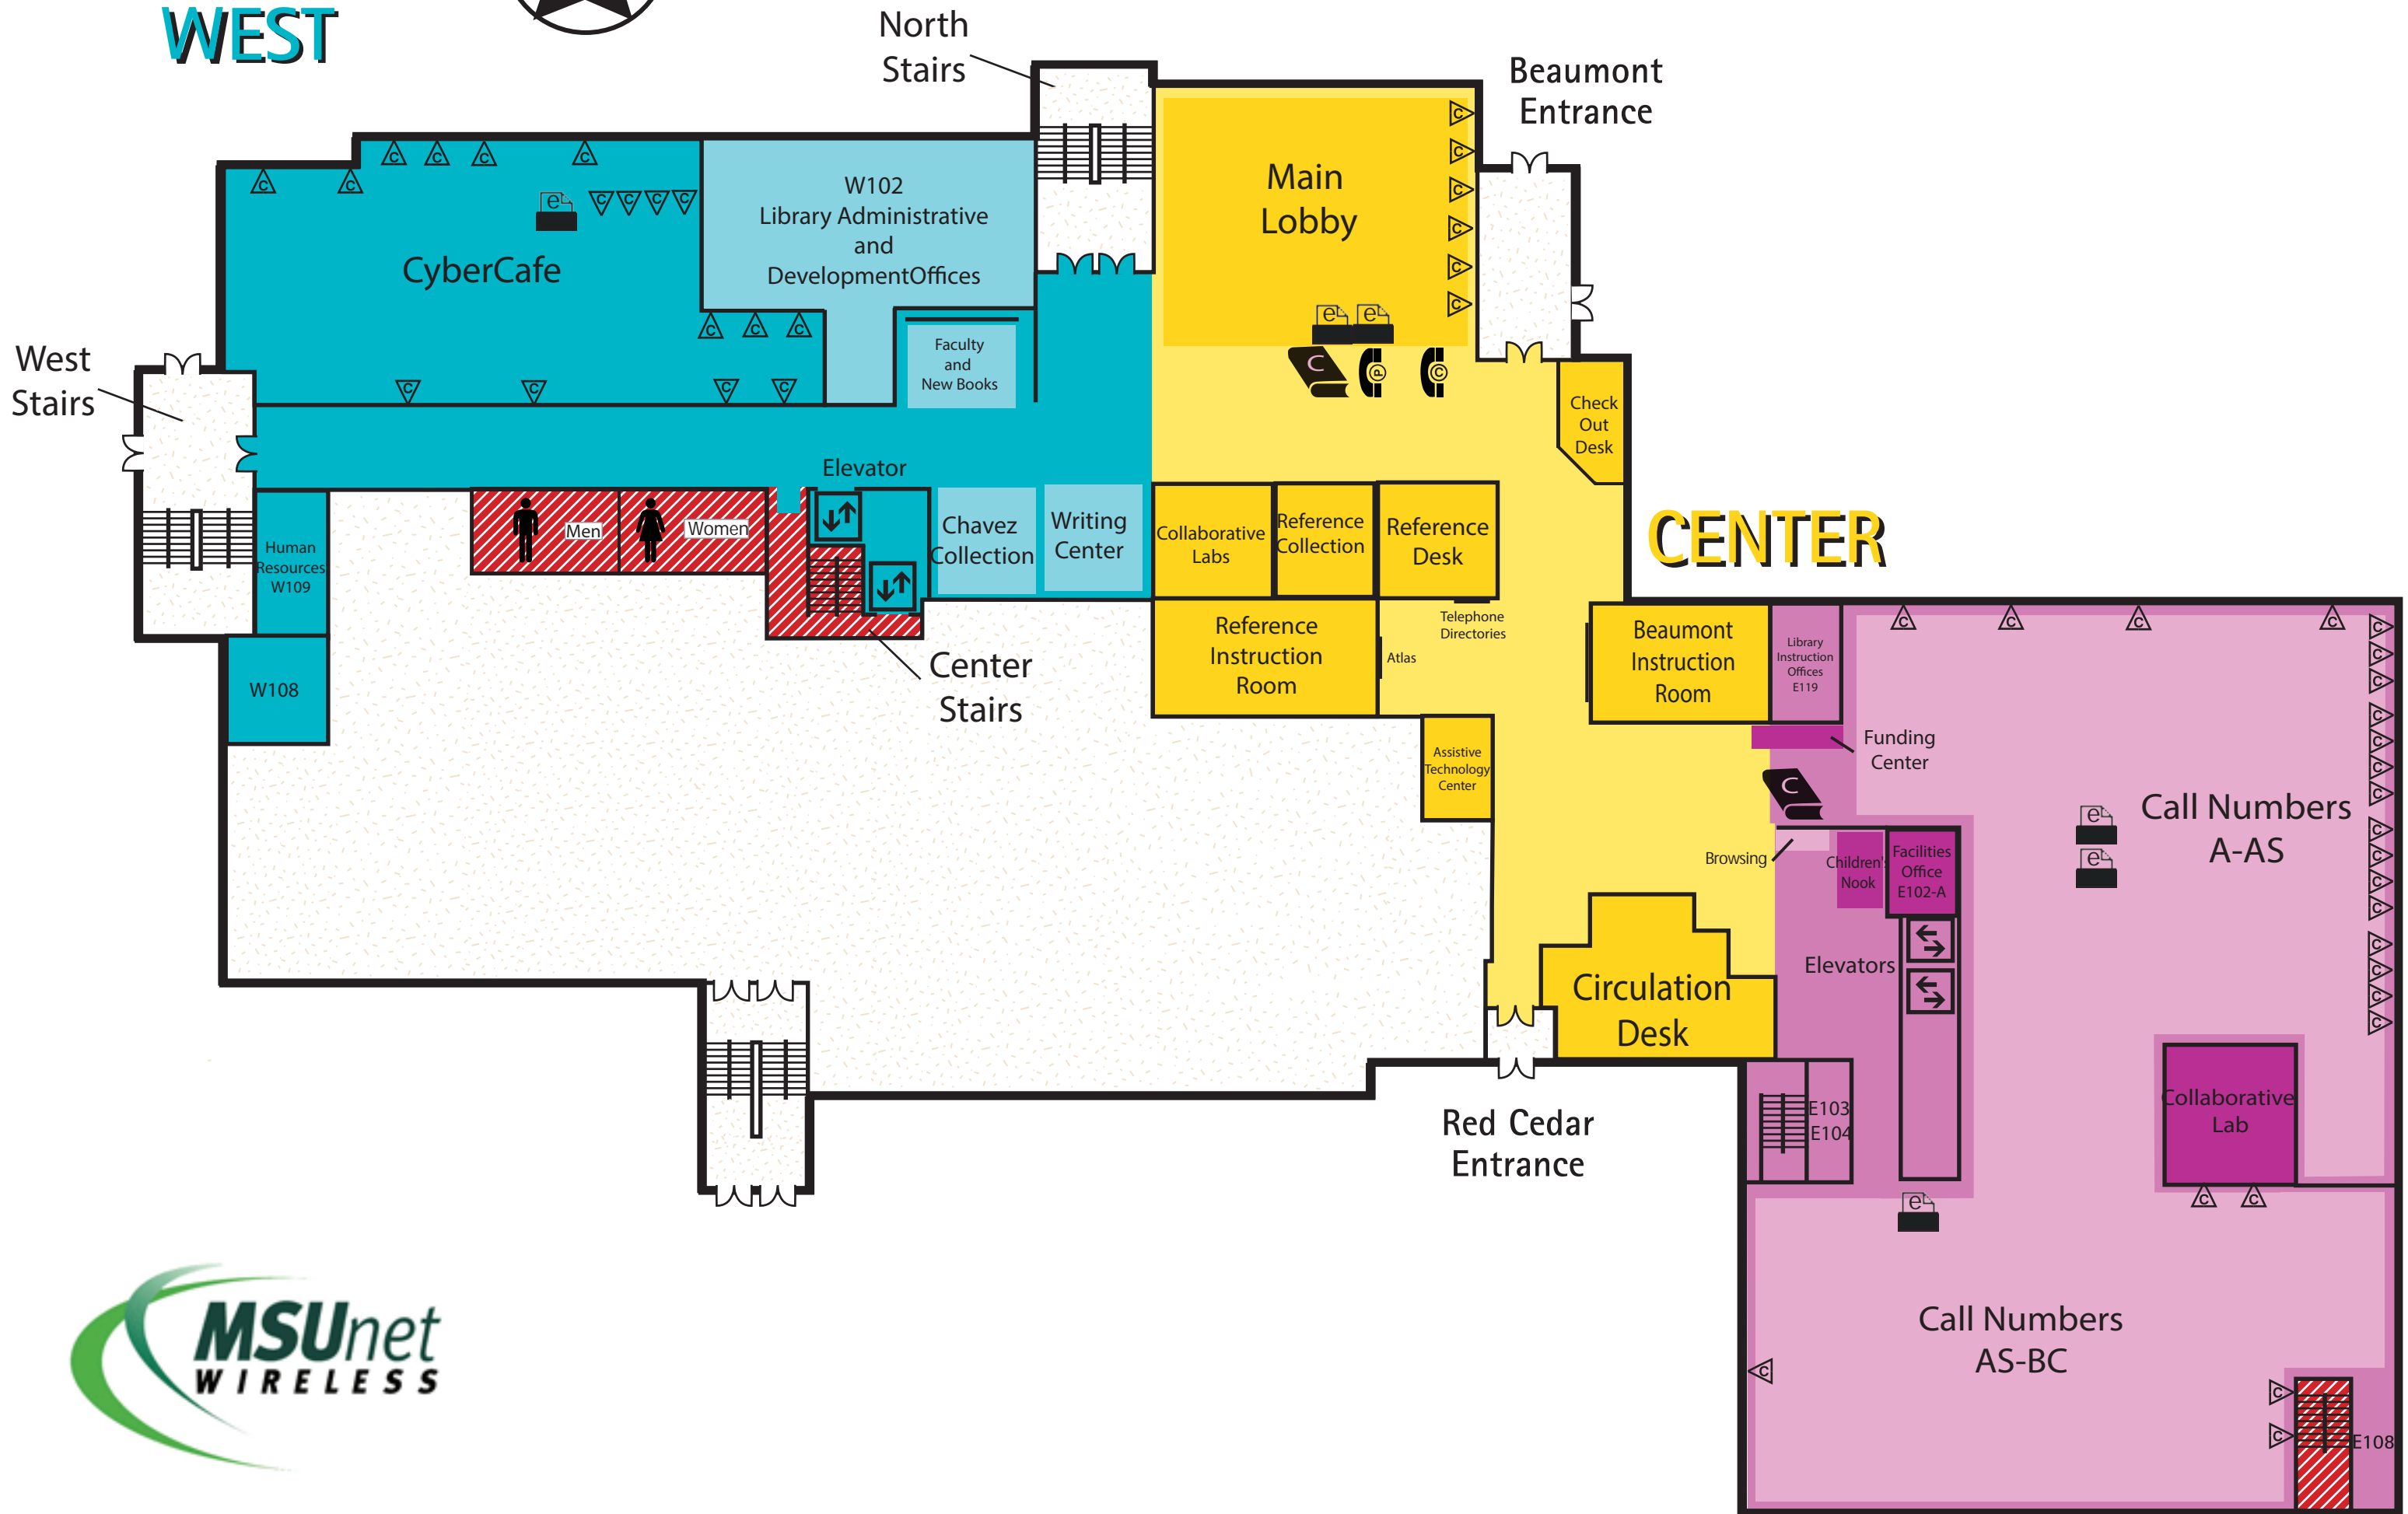 WEST
North
Stairs
Beaumont
Entrance
Main
Lobby
W102
Library Administrative
and
DevelopmentOffices
CyberCafe
Faculty
and
New Books
West
Stairs
Check
Out
Desk
Elevator
Men
Women
Chavez
Collection
Writing
Center
Collaborative
Labs
Reference
Collection
Reference
Desk
CENTER
Human
Resources
W109
W108
Center
Stairs
Reference
Instruction
Room
Atlas
Telephone
Directories
Beaumont
Instruction
Room
Library
Instruction
Offices
E119
Funding
Center
Assistive
Technology
Center
Call Numbers
A-AS
Browsing
Children's
Nook
Facilities
Office
E102-A
Elevators
Circulation
Desk
Red Cedar
Entrance
E103
E104
Collaborative
Lab
Call Numbers
AS-BC
E108
MSUnet
WIRELESS